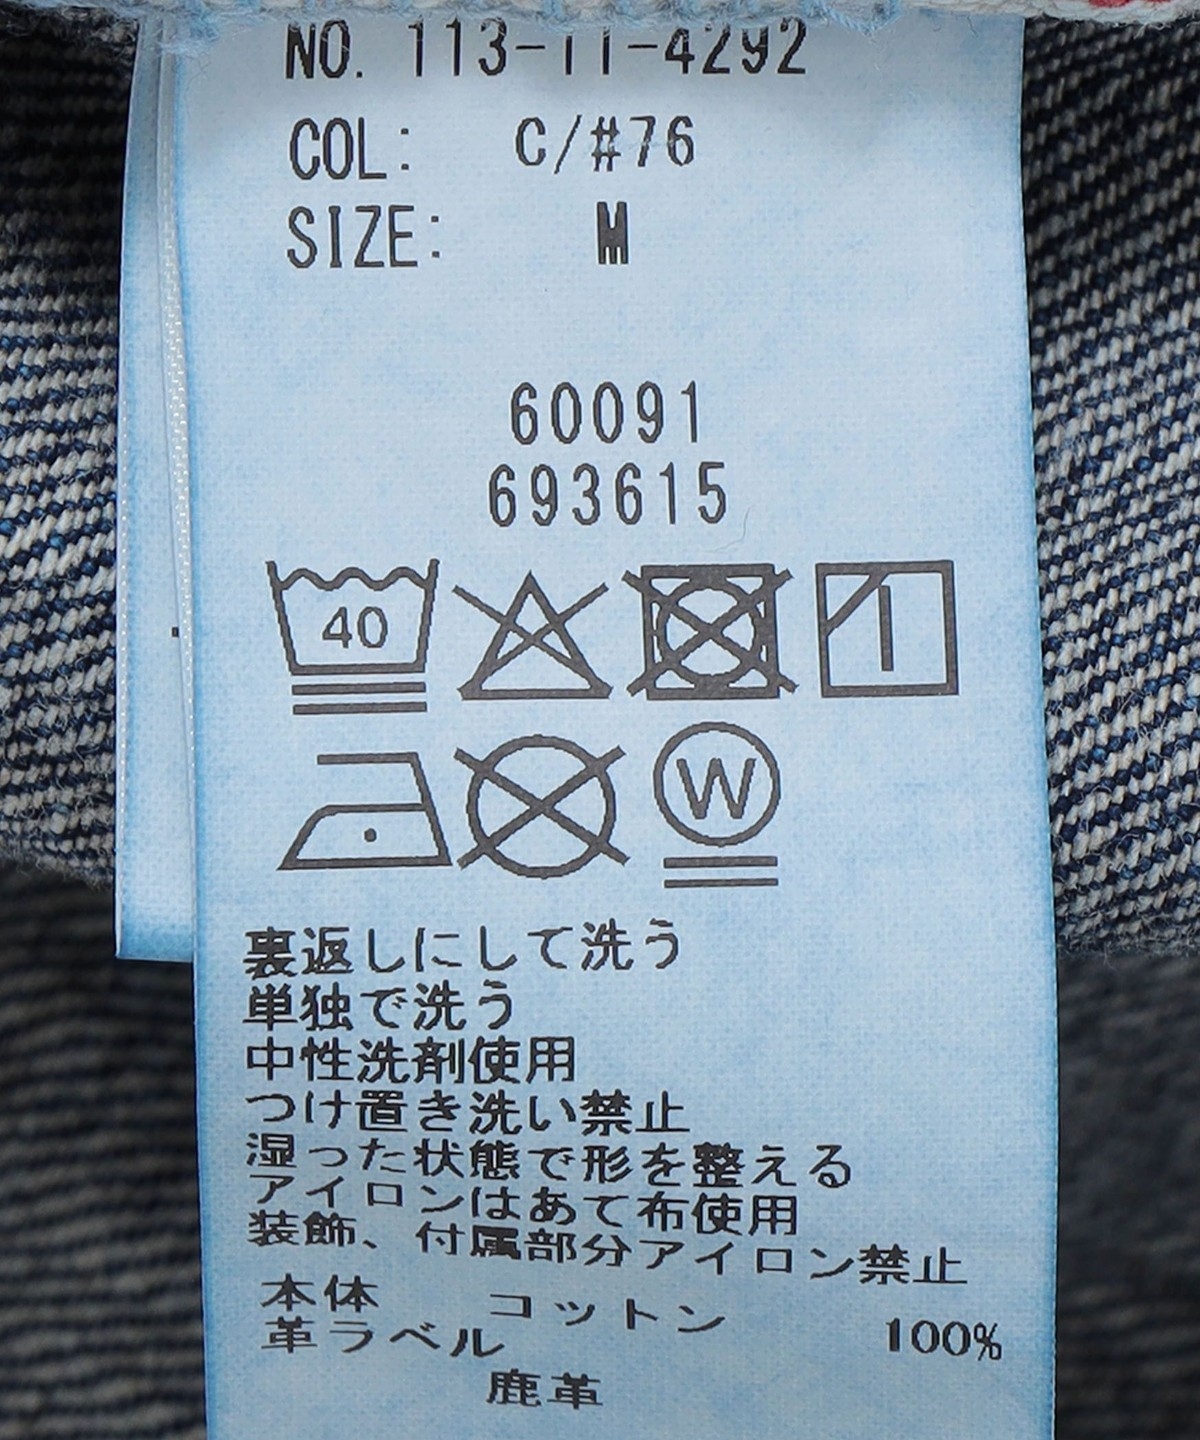 NO. 113-11-4292
COL: C/#76
SIZE: M
60091
693615
40
W
裏返しにして洗う
単独で洗う
中性洗剤使用
つけ置き洗い禁止
湿った状態で形を整える
アイロンはあて布使用
装飾、付属部分アイロン禁止
本体 コットン 100%
革ラベル
鹿革